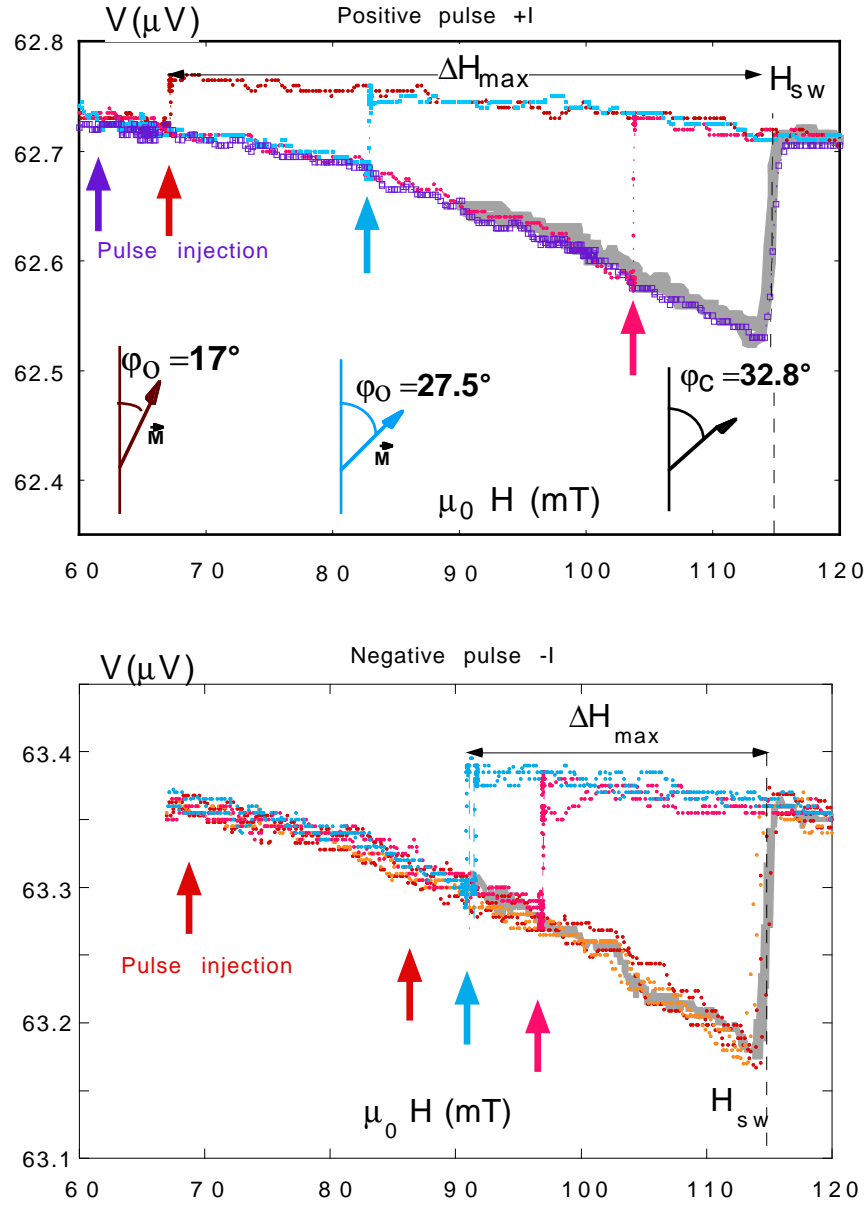 Positive pulse +I
V(μV)
62.8
ΔHmax
Hsw
62.7
Pulse injection
62.6
62.5
φO =17°
φO =27.5°
φC =32.8°
M
M
62.4
μ0 H (mT)
60 70 80 90 100 110 120
Negative pulse -I
V(μV)
ΔHmax
63.4
63.3
Pulse injection
63.2
Hsw
μ0 H (mT)
63.1
60 70 80 90 100 110 120